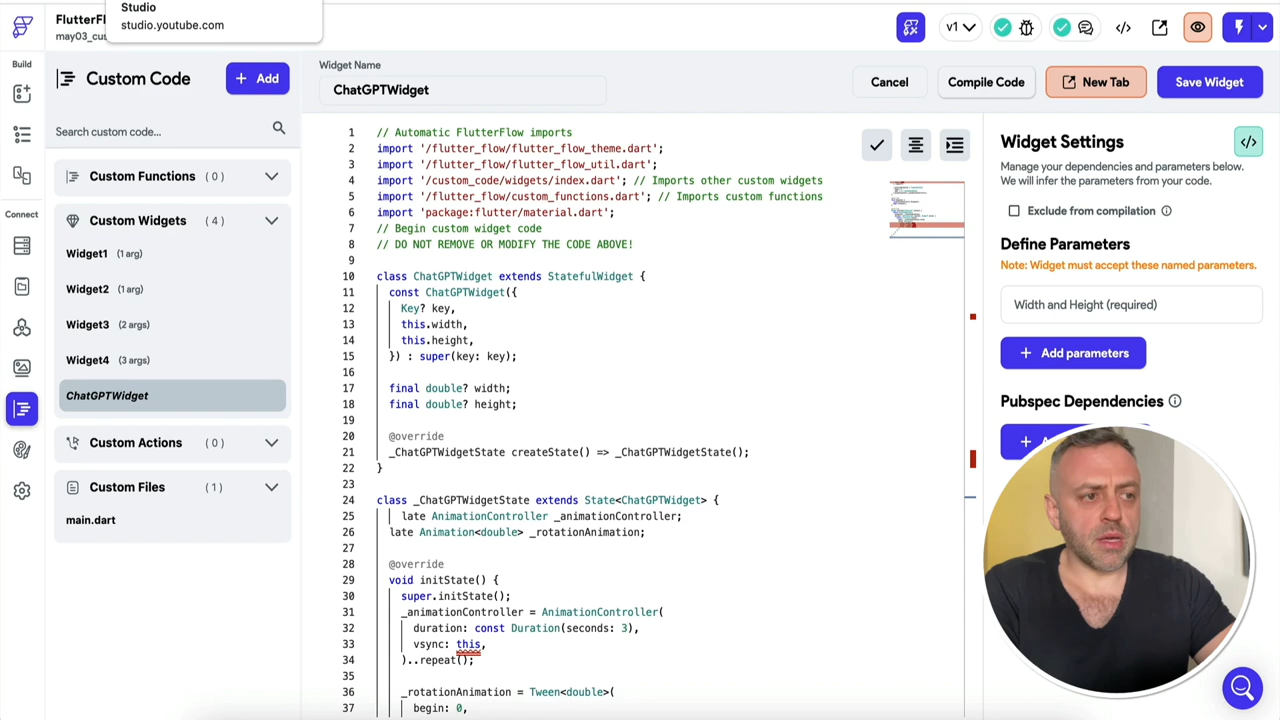 FlutterFl
may03_cus
Studio
studio.youtube.com
v1
Build
Connect
Custom Code
+ Add
Search custom code...
Custom Functions ( 0 )
Custom Widgets ( 4 )
Widget1 (1 arg)
Widget2 (1 arg)
Widget3 (2 args)
Widget4 (3 args)
ChatGPTWidget
Custom Actions ( 0 )
Custom Files ( 1 )
main.dart
Widget Name
ChatGPTWidget
Cancel
Compile Code
New Tab
Save Widget
1 // Automatic FlutterFlow imports
2 import '/flutter_flow/flutter_flow_theme.dart';
3 import '/flutter_flow/flutter_flow_util.dart';
4 import '/custom_code/widgets/index.dart'; // Imports other custom widgets
5 import '/flutter_flow/custom_functions.dart'; // Imports custom functions
6 import 'package:flutter/material.dart';
7 // Begin custom widget code
8 // DO NOT REMOVE OR MODIFY THE CODE ABOVE!
9
10 class ChatGPTWidget extends StatefulWidget {
11 const ChatGPTWidget({
12 Key? key,
13 this.width,
14 this.height,
15 }) : super(key: key);
16
17 final double? width;
18 final double? height;
19
20 @override
21 _ChatGPTWidgetState createState() => _ChatGPTWidgetState();
22 }
23
24 class _ChatGPTWidgetState extends State<ChatGPTWidget> {
25 late AnimationController _animationController;
26 late Animation<double> _rotationAnimation;
27
28 @override
29 void initState() {
30 super.initState();
31 _animationController = AnimationController(
32 duration: const Duration(seconds: 3),
33 vsync: this,
34 )..repeat();
35
36 _rotationAnimation = Tween<double>(
37 begin: 0,
Widget Settings
Manage your dependencies and parameters below.
We will infer the parameters from your code.
Exclude from compilation
Define Parameters
Note: Widget must accept these named parameters.
Width and Height (required)
+ Add parameters
Pubspec Dependencies
+